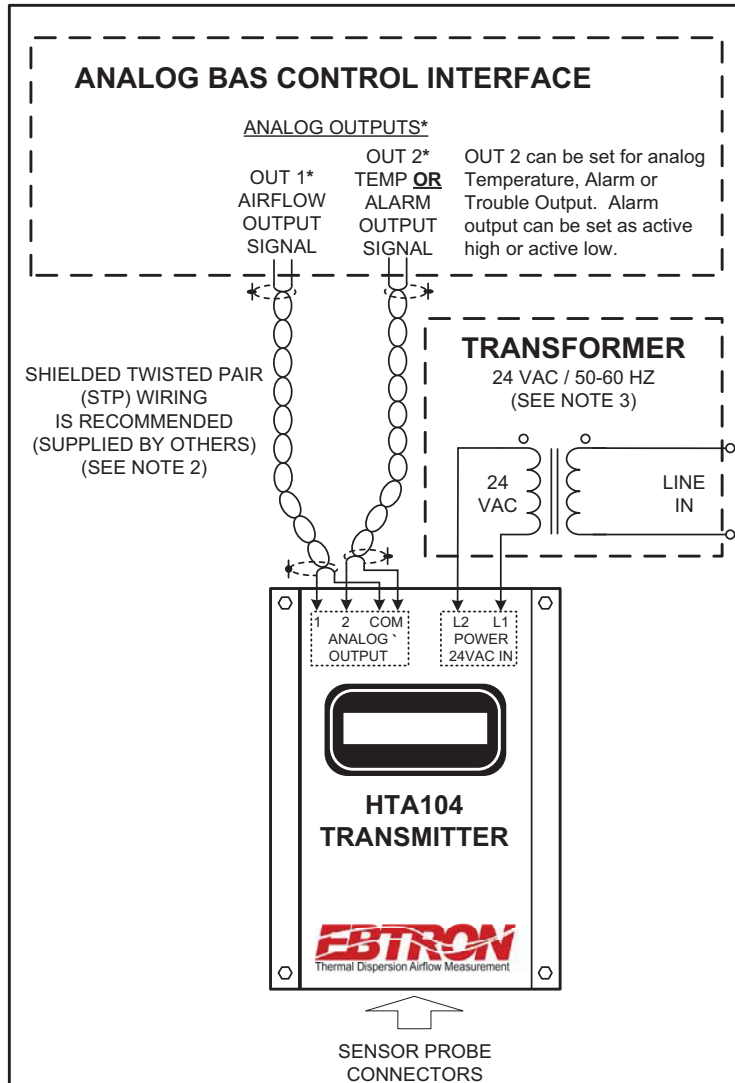 ANALOG BAS CONTROL INTERFACE
ANALOG OUTPUTS*
OUT 1*
AIRFLOW
OUTPUT
SIGNAL
OUT 2*
TEMP OR
ALARM
OUTPUT
SIGNAL
OUT 2 can be set for analog
Temperature, Alarm or
Trouble Output. Alarm
output can be set as active
high or active low.
SHIELDED TWISTED PAIR
(STP) WIRING
IS RECOMMENDED
(SUPPLIED BY OTHERS)
(SEE NOTE 2)
TRANSFORMER
24 VAC / 50-60 HZ
(SEE NOTE 3)
24
VAC
LINE
IN
1 2 COM
ANALOG `
OUTPUT
L2 L1
POWER
24VAC IN
HTA104
TRANSMITTER
EBTRON
Thermal Dispersion Airflow Measurement
SENSOR PROBE
CONNECTORS